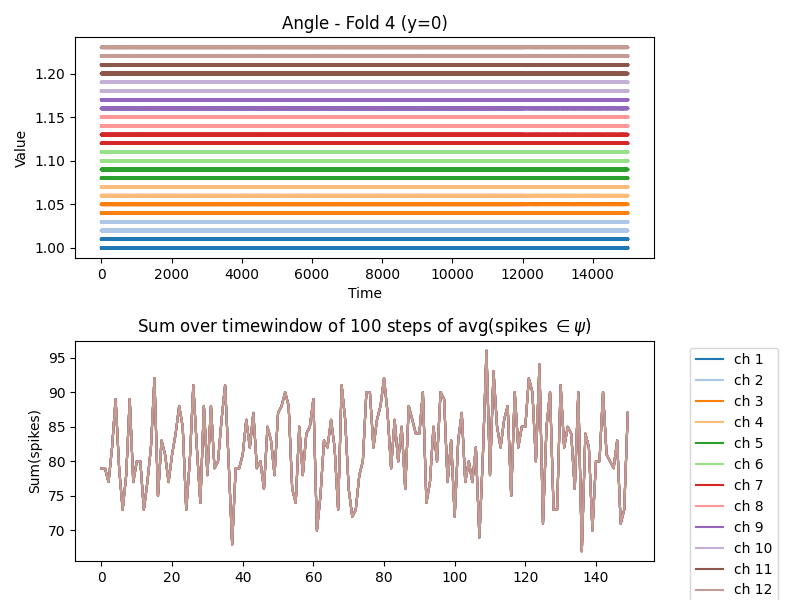 Angle - Fold 4 (y=0)
1.20
1.15
1.10
1.05
1.00
Value
0 2000 4000 6000 8000 10000 12000 14000
Time
Sum over timewindow of 100 steps of avg(spikes ∈ ψ)
95
90
85
80
75
70
Sum(spikes)
0 20 40 60 80 100 120 140
ch 1
ch 2
ch 3
ch 4
ch 5
ch 6
ch 7
ch 8
ch 9
ch 10
ch 11
ch 12